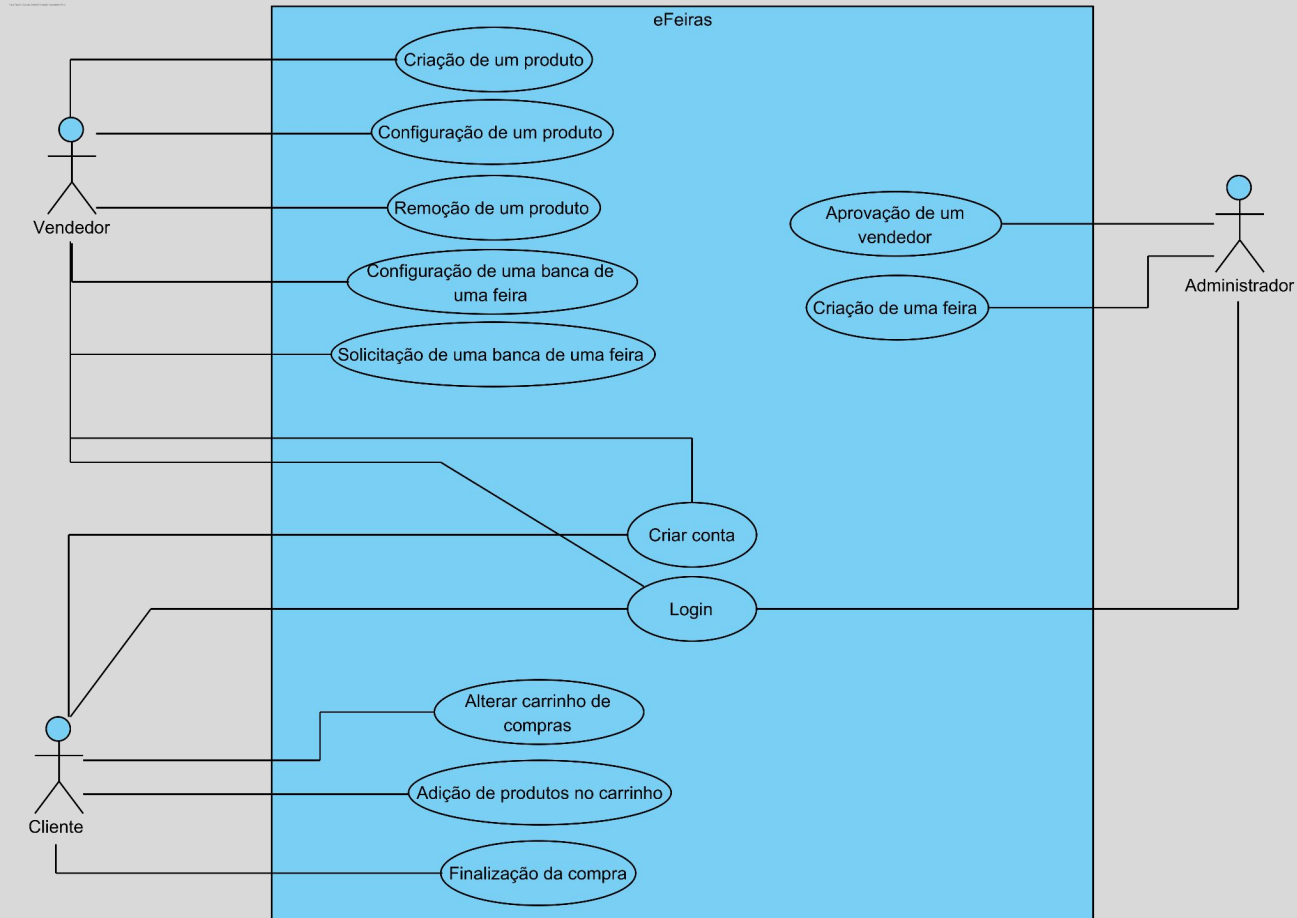 eFeiras
Criação de um produto
Configuração de um produto
Remoção de um produto
Vendedor
Configuração de uma banca de
uma feira
Solicitação de uma banca de uma feira
Aprovação de um
vendedor
Criação de uma feira
Administrador
Criar conta
Login
Alterar carrinho de
compras
Adição de produtos no carrinho
Cliente
Finalização da compra